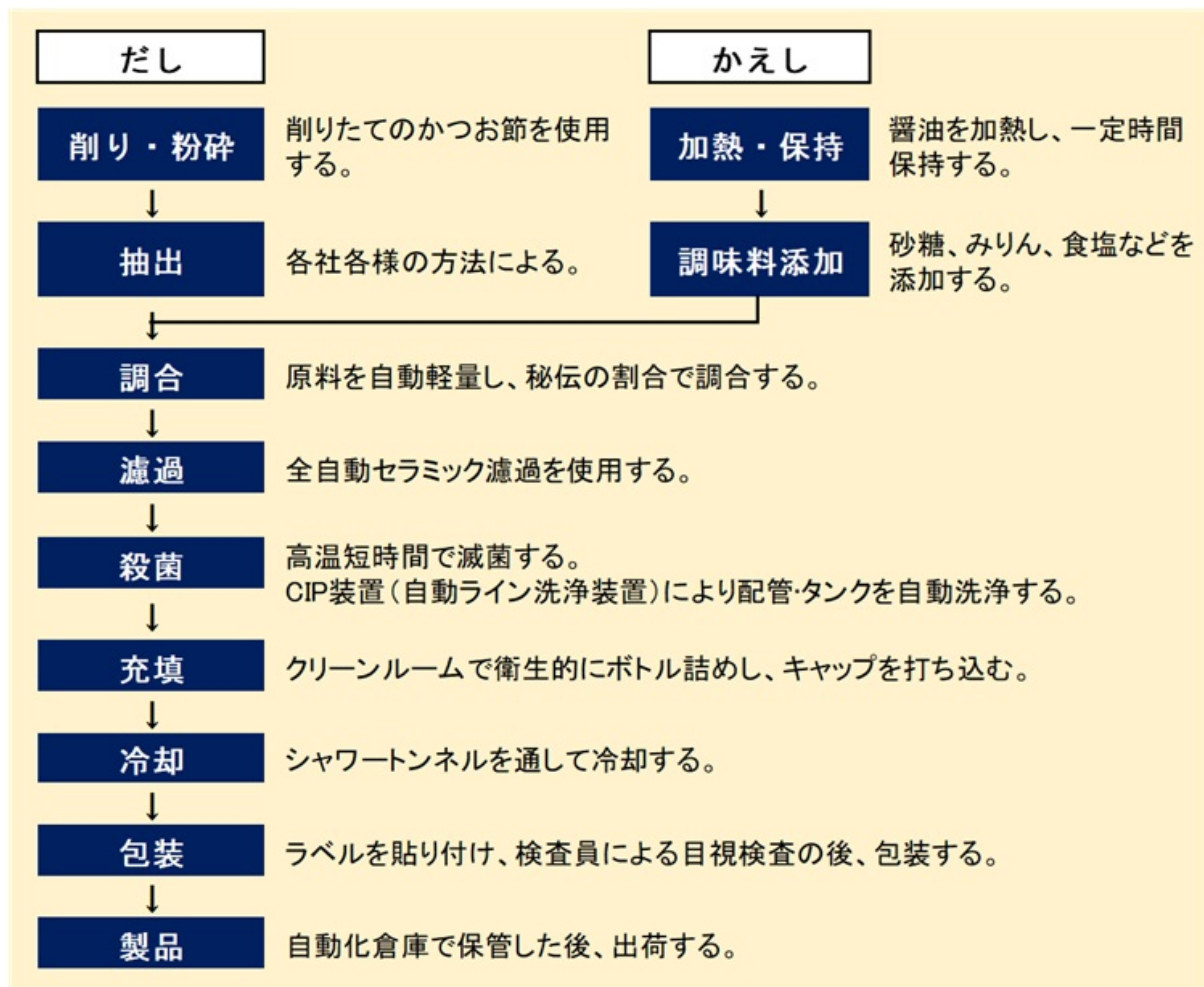 だし
かえし
削り・粉砕
削りたてのかつお節を使用
する。
加熱・保持
醤油を加熱し、一定時間
保持する。
↓
↓
抽出
各社各様の方法による。
調味料添加
砂糖、みりん、食塩などを
添加する。
↓
調合
原料を自動軽量し、秘伝の割合で調合する。
↓
濾過
全自動セラミック濾過を使用する。
↓
殺菌
高温短時間で滅菌する。
CIP装置（自動ライン洗浄装置）により配管・タンクを自動洗浄する。
↓
充填
クリーンルームで衛生的にボトル詰めし、キャップを打ち込む。
↓
冷却
シャワートンネルを通して冷却する。
↓
包装
ラベルを貼り付け、検査員による目視検査の後、包装する。
↓
製品
自動化倉庫で保管した後、出荷する。